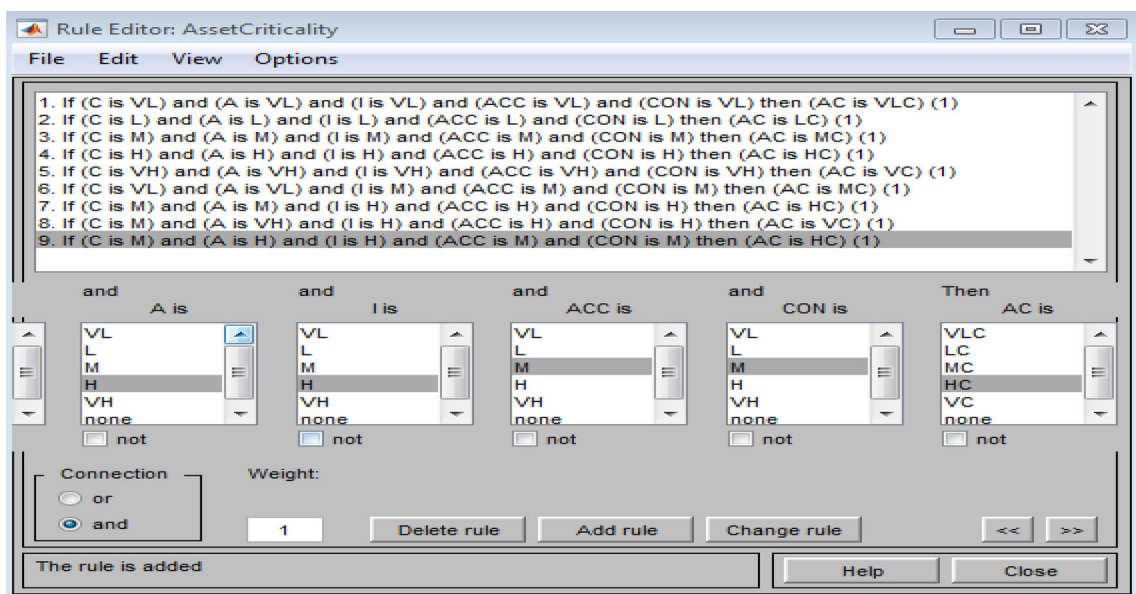 Rule Editor: AssetCriticality
File Edit View Options
1. If (C is VL) and (A is VL) and (I is VL) and (ACC is VL) and (CON is VL) then (AC is VLC) (1)
2. If (C is L) and (A is L) and (I is L) and (ACC is L) and (CON is L) then (AC is LC) (1)
3. If (C is M) and (A is M) and (I is M) and (ACC is M) and (CON is M) then (AC is MC) (1)
4. If (C is H) and (A is H) and (I is H) and (ACC is H) and (CON is H) then (AC is HC) (1)
5. If (C is VH) and (A is VH) and (I is VH) and (ACC is VH) and (CON is VH) then (AC is VC) (1)
6. If (C is VL) and (A is VL) and (I is M) and (ACC is M) and (CON is M) then (AC is MC) (1)
7. If (C is M) and (A is M) and (I is H) and (ACC is H) and (CON is H) then (AC is HC) (1)
8. If (C is M) and (A is VH) and (I is H) and (ACC is H) and (CON is H) then (AC is VC) (1)
9. If (C is M) and (A is H) and (I is H) and (ACC is M) and (CON is M) then (AC is HC) (1)
and and and and Then
A is I is ACC is CON is AC is
VL VL VL VL VLC
L L L L LC
M M M M MC
H H H H HC
VH VH VH VH VC
none none none none none
not not not not not
Connection Weight:
or
and 1 Delete rule Add rule Change rule << >>
The rule is added Help Close